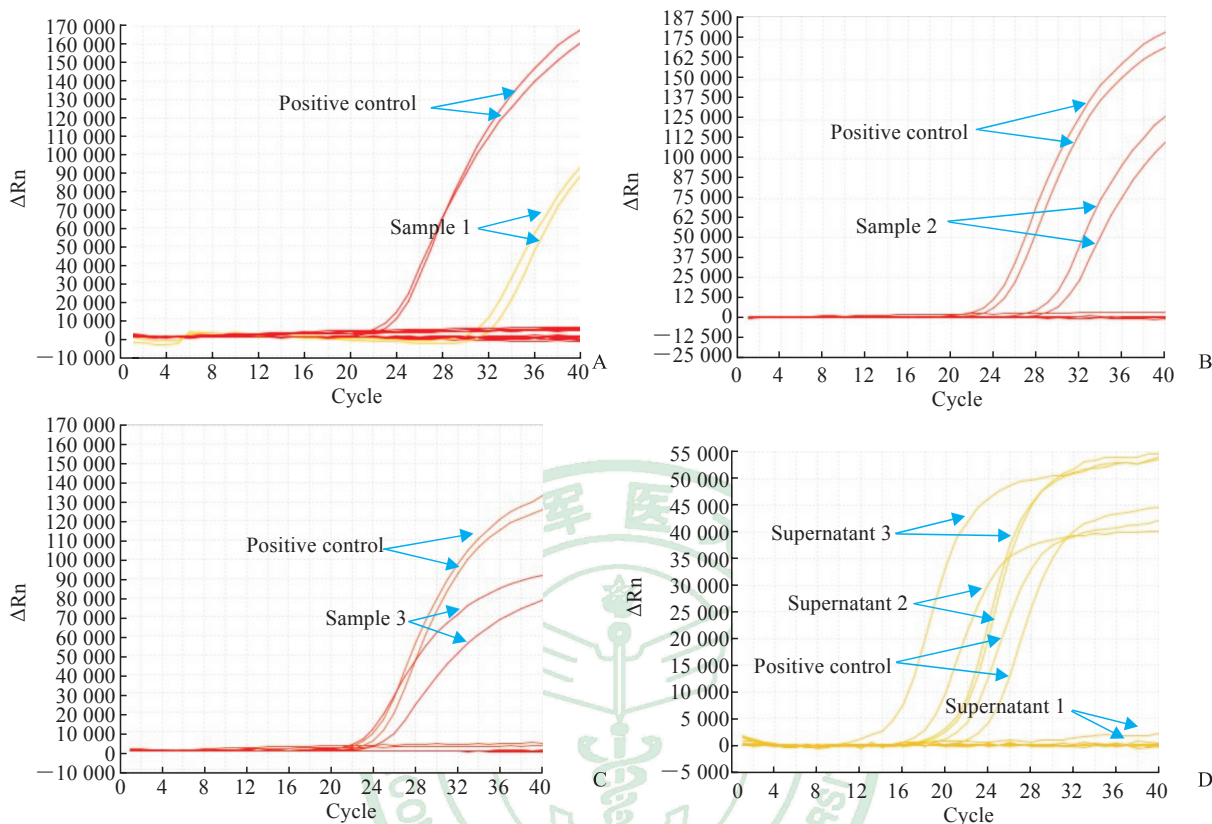 170 000
160 000
150 000
140 000
130 000
120 000
110 000
100 000
90 000
80 000
70 000
60 000
50 000
40 000
30 000
20 000
10 000
0
−10 000
ΔRn
Positive control
Sample 1
0 4 8 12 16 20 24 28 32 36 40
Cycle
A
187 500
175 000
162 500
150 000
137 500
125 000
112 500
100 000
87 500
75 000
62 500
50 000
37 500
25 000
12 500
0
−12 500
−25 000
ΔRn
Positive control
Sample 2
0 4 8 12 16 20 24 28 32 36 40
Cycle
B
170 000
160 000
150 000
140 000
130 000
120 000
110 000
100 000
90 000
80 000
70 000
60 000
50 000
40 000
30 000
20 000
10 000
0
−10 000
ΔRn
Positive control
Sample 3
0 4 8 12 16 20 24 28 32 36 40
Cycle
C
55 000
50 000
45 000
40 000
35 000
30 000
25 000
20 000
15 000
10 000
5 000
0
−5 000
ΔRn
Supernatant 3
Supernatant 2
Positive control
Supernatant 1
0 4 8 12 16 20 24 28 32 36 40
Cycle
D
军医